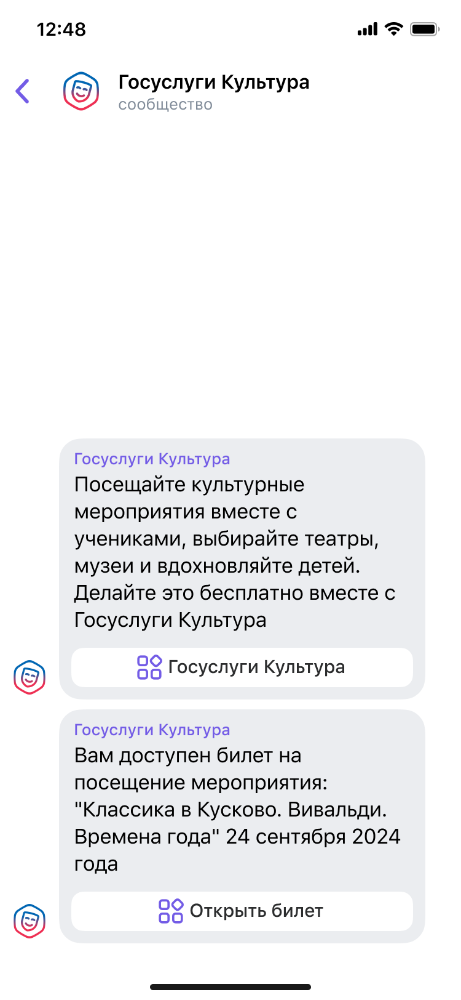 12:48
Госуслуги Культура
сообщество
Госуслуги Культура
Посещайте культурные
мероприятия вместе с
учениками, выбирайте театры,
музеи и вдохновляйте детей.
Делайте это бесплатно вместе с
Госуслуги Культура
Госуслуги Культура
Госуслуги Культура
Вам доступен билет на
посещение мероприятия:
"Классика в Кусково. Вивальди.
Времена года" 24 сентября 2024
года
Открыть билет